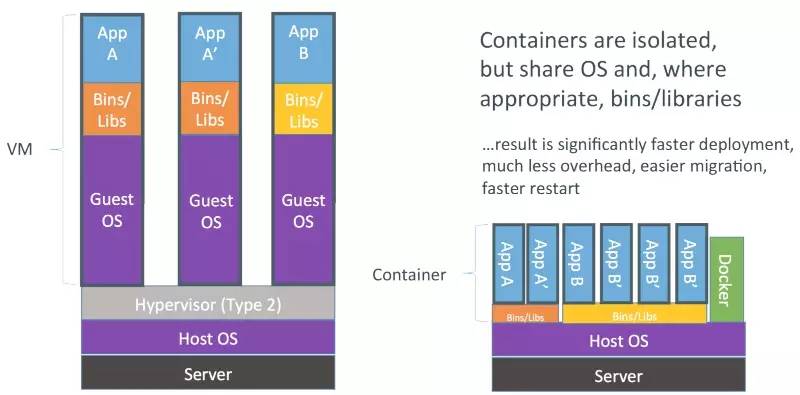 App
A
App
A’
App
B
Bins/
Libs
Bins/
Libs
Bins/
Libs
VM
Guest
OS
Guest
OS
Guest
OS
Hypervisor (Type 2)
Host OS
Server
Containers are isolated,
but share OS and, where
appropriate, bins/libraries
…result is significantly faster deployment,
much less overhead, easier migration,
faster restart
Container
App A
App A’
App B
App B’
App B’
App B’
Docker
Bins/Libs
Bins/Libs
Host OS
Server